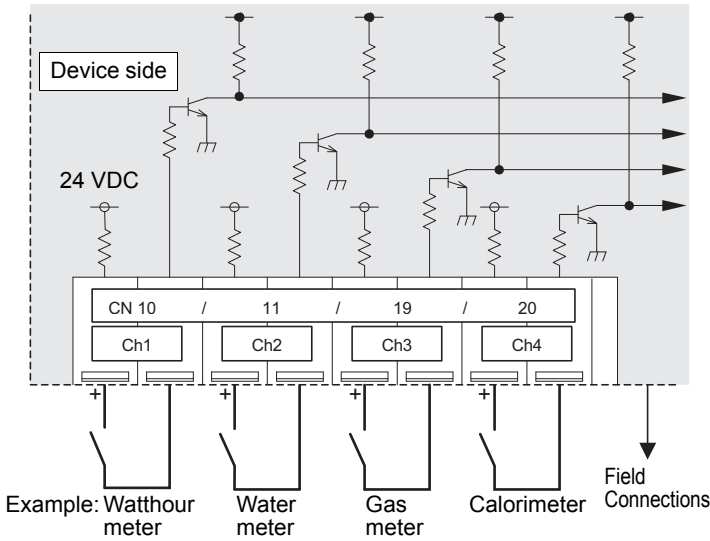 Device side
24 VDC
CN 10 / 11 / 19 / 20
Ch1 Ch2 Ch3 Ch4
+ + + +
Example: Watthour meter
Water meter
Gas meter
Calorimeter
Field Connections